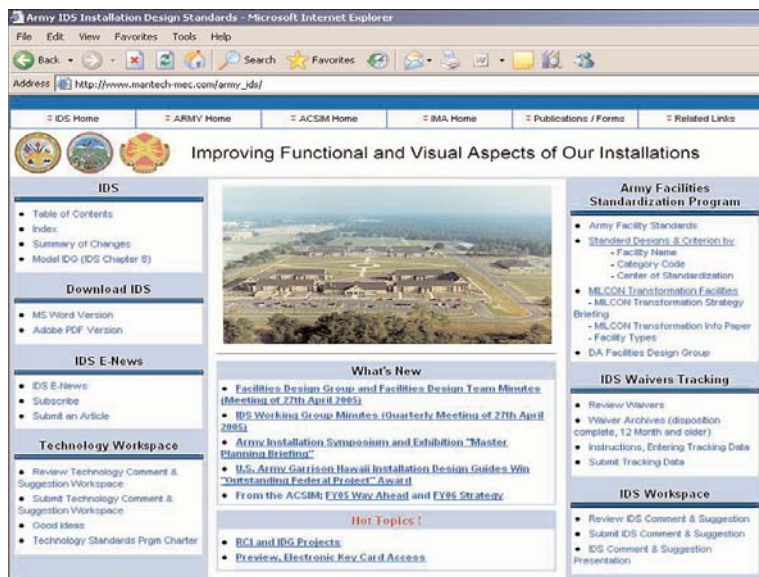 Army IDS Installation Design Standards - Microsoft Internet Explorer
File Edit View Favorites Tools Help
Back Search Favorites
Address http://www.mantech-mec.com/army_ids/
IDS Home ARMY Home ACSIM Home IMA Home Publications / Forms Related Links
Improving Functional and Visual Aspects of Our Installations
IDS
Table of Contents
Index
Summary of Changes
Model IDG (IDS Chapter 8)
Download IDS
MS Word Version
Adobe PDF Version
IDS E-News
IDS E-News
Subscribe
Submit an Article
Technology Workspace
Review Technology Comment &
Suggestion Workspace
Submit Technology Comment &
Suggestion Workspace
Good Ideas
Technology Standards Prgm Charter
What's New
Facilities Design Group and Facilities Design Team Minutes
(Meeting of 27th April 2005)
IDS Working Group Minutes (Quarterly Meeting of 27th April
2005)
Army Installation Symposium and Exhibition "Master
Planning Briefing"
U.S. Army Garrison Hawaii Installation Design Guides Win
"Outstanding Federal Project" Award
From the ACSIM; FY05 Way Ahead and FY06 Strategy
Hot Topics !
RCI and IDG Projects
Preview, Electronic Key Card Access
Army Facilities
Standardization Program
Army Facility Standards
Standard Designs & Criterion by
- Facility Name
- Category Code
- Center of Standardization
MILCON Transformation Facilities
- MILCON Transformation Strategy
Briefing
- MILCON Transformation Info Paper
- Facility Types
DA Facilities Design Group
IDS Waivers Tracking
Review Waivers
Waiver Archives (disposition
complete, 12 Month and older)
Instructions, Entering Tracking Data
Submit Tracking Data
IDS Workspace
Review IDS Comment & Suggestion
Submit IDS Comment & Suggestion
IDS Comment & Suggestion
Presentation